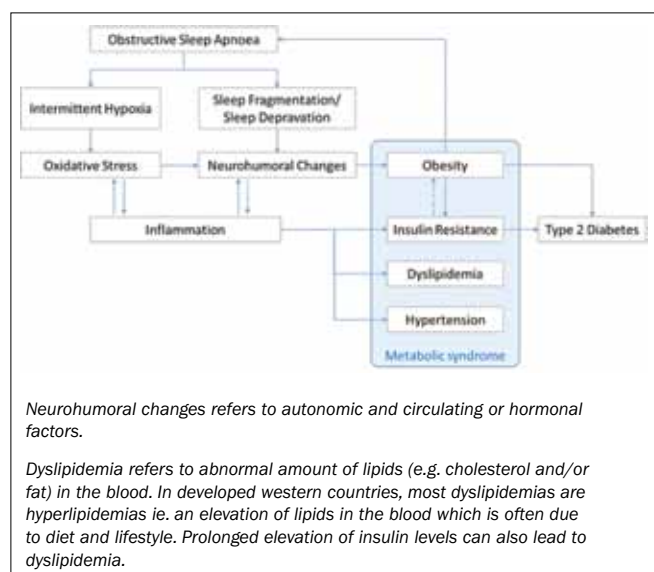 Obstructive Sleep Apnoea
Intermittent Hypoxia
Sleep Fragmentation/
Sleep Depravation
Oxidative Stress
Neurohumoral Changes
Obesity
Inflammation
Insulin Resistance
Type 2 Diabetes
Dyslipidemia
Hypertension
Metabolic syndrome
Neurohumoral changes refers to autonomic and circulating or hormonal
factors.
Dyslipidemia refers to abnormal amount of lipids (e.g. cholesterol and/or
fat) in the blood. In developed western countries, most dyslipidemias are
hyperlipidemias ie. an elevation of lipids in the blood which is often due
to diet and lifestyle. Prolonged elevation of insulin levels can also lead to
dyslipidemia.